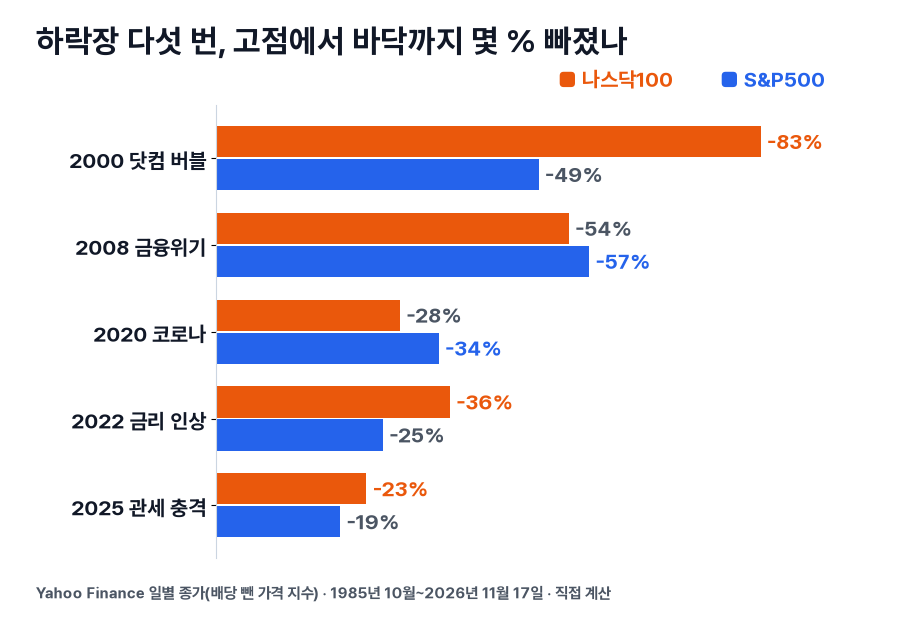 하락장 다섯 번, 고점에서 바닥까지 몇 % 빠졌나
나스닥100 S&P500
2000 닷컴 버블 -83% -49%
2008 금융위기 -54% -57%
2020 코로나 -28% -34%
2022 금리 인상 -36% -25%
2025 관세 충격 -23% -19%
Yahoo Finance 일별 종가(배당 뺀 가격 지수) · 1985년 10월~2026년 11월 17일 · 직접 계산